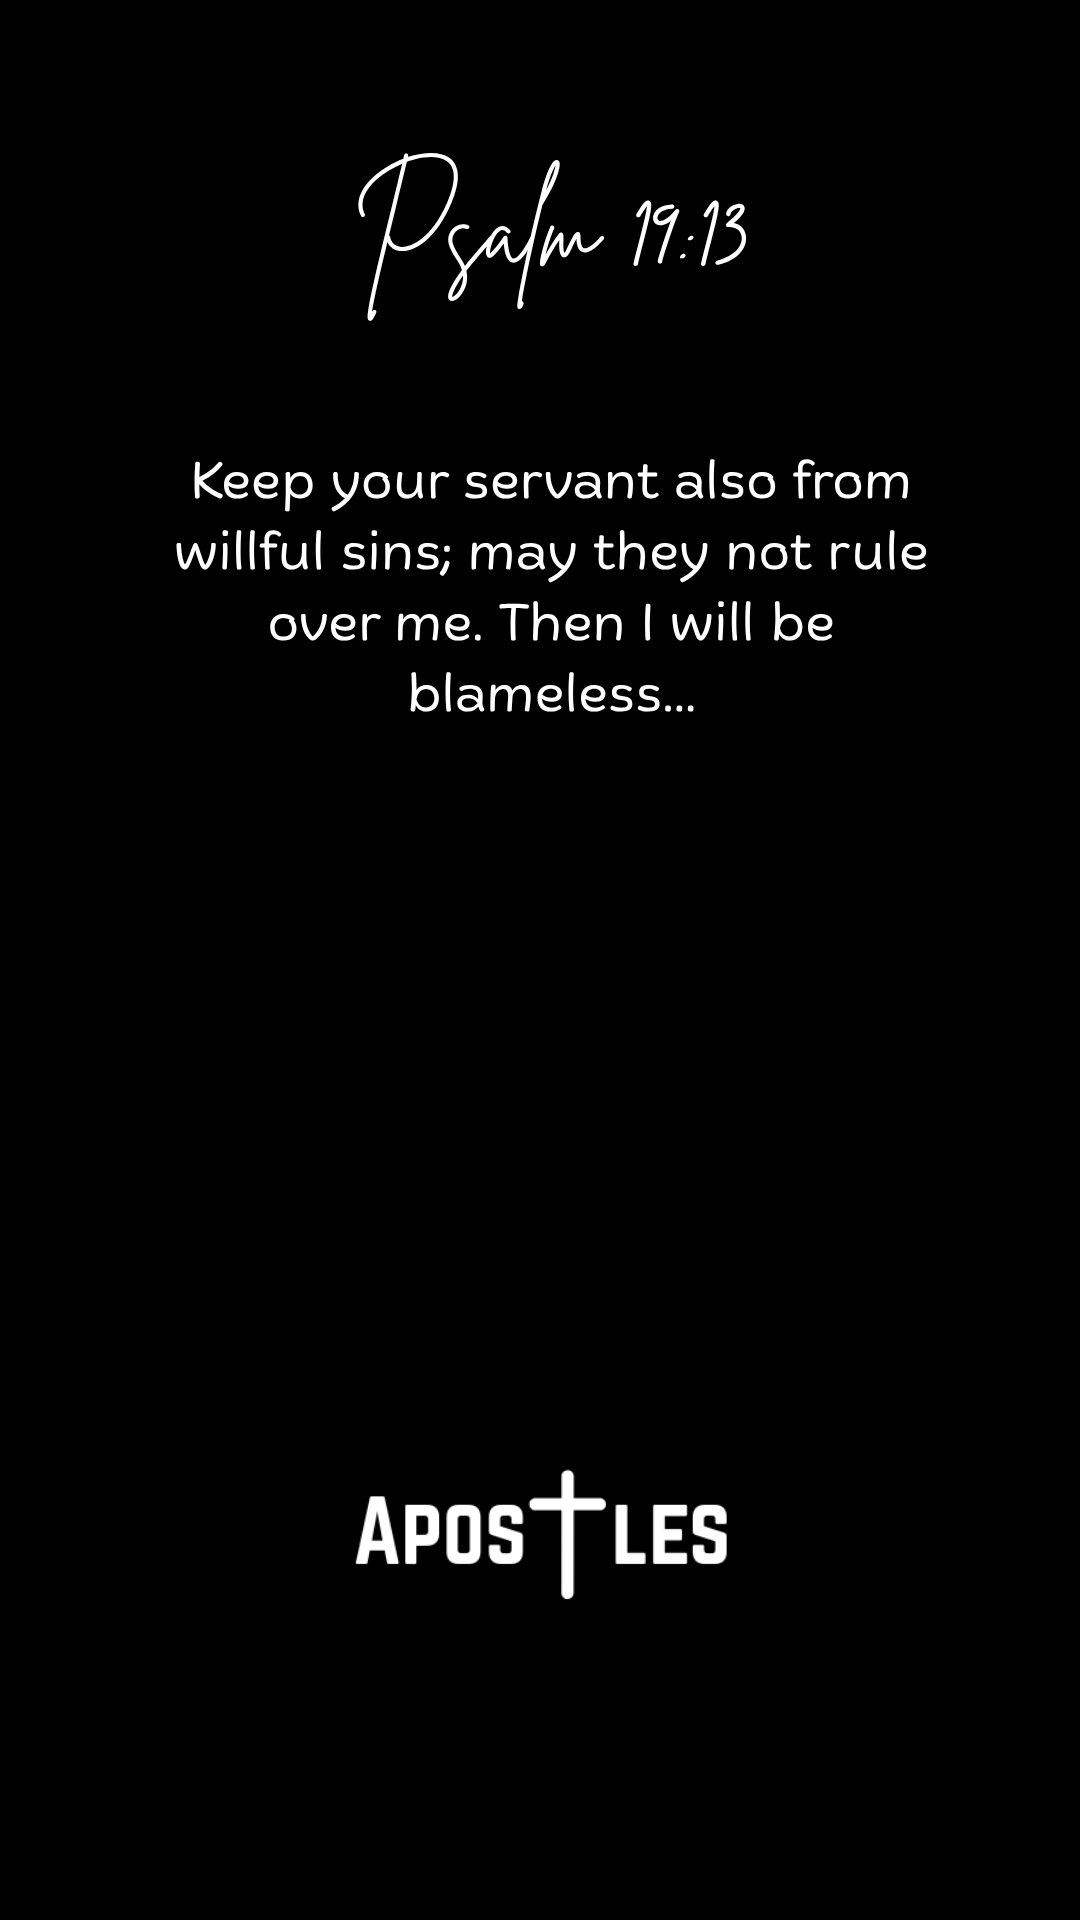 Psalm 19:13
Keep your servant also from
willful sins; may they not rule
over me. Then I will be
blameless...
APOSTLES